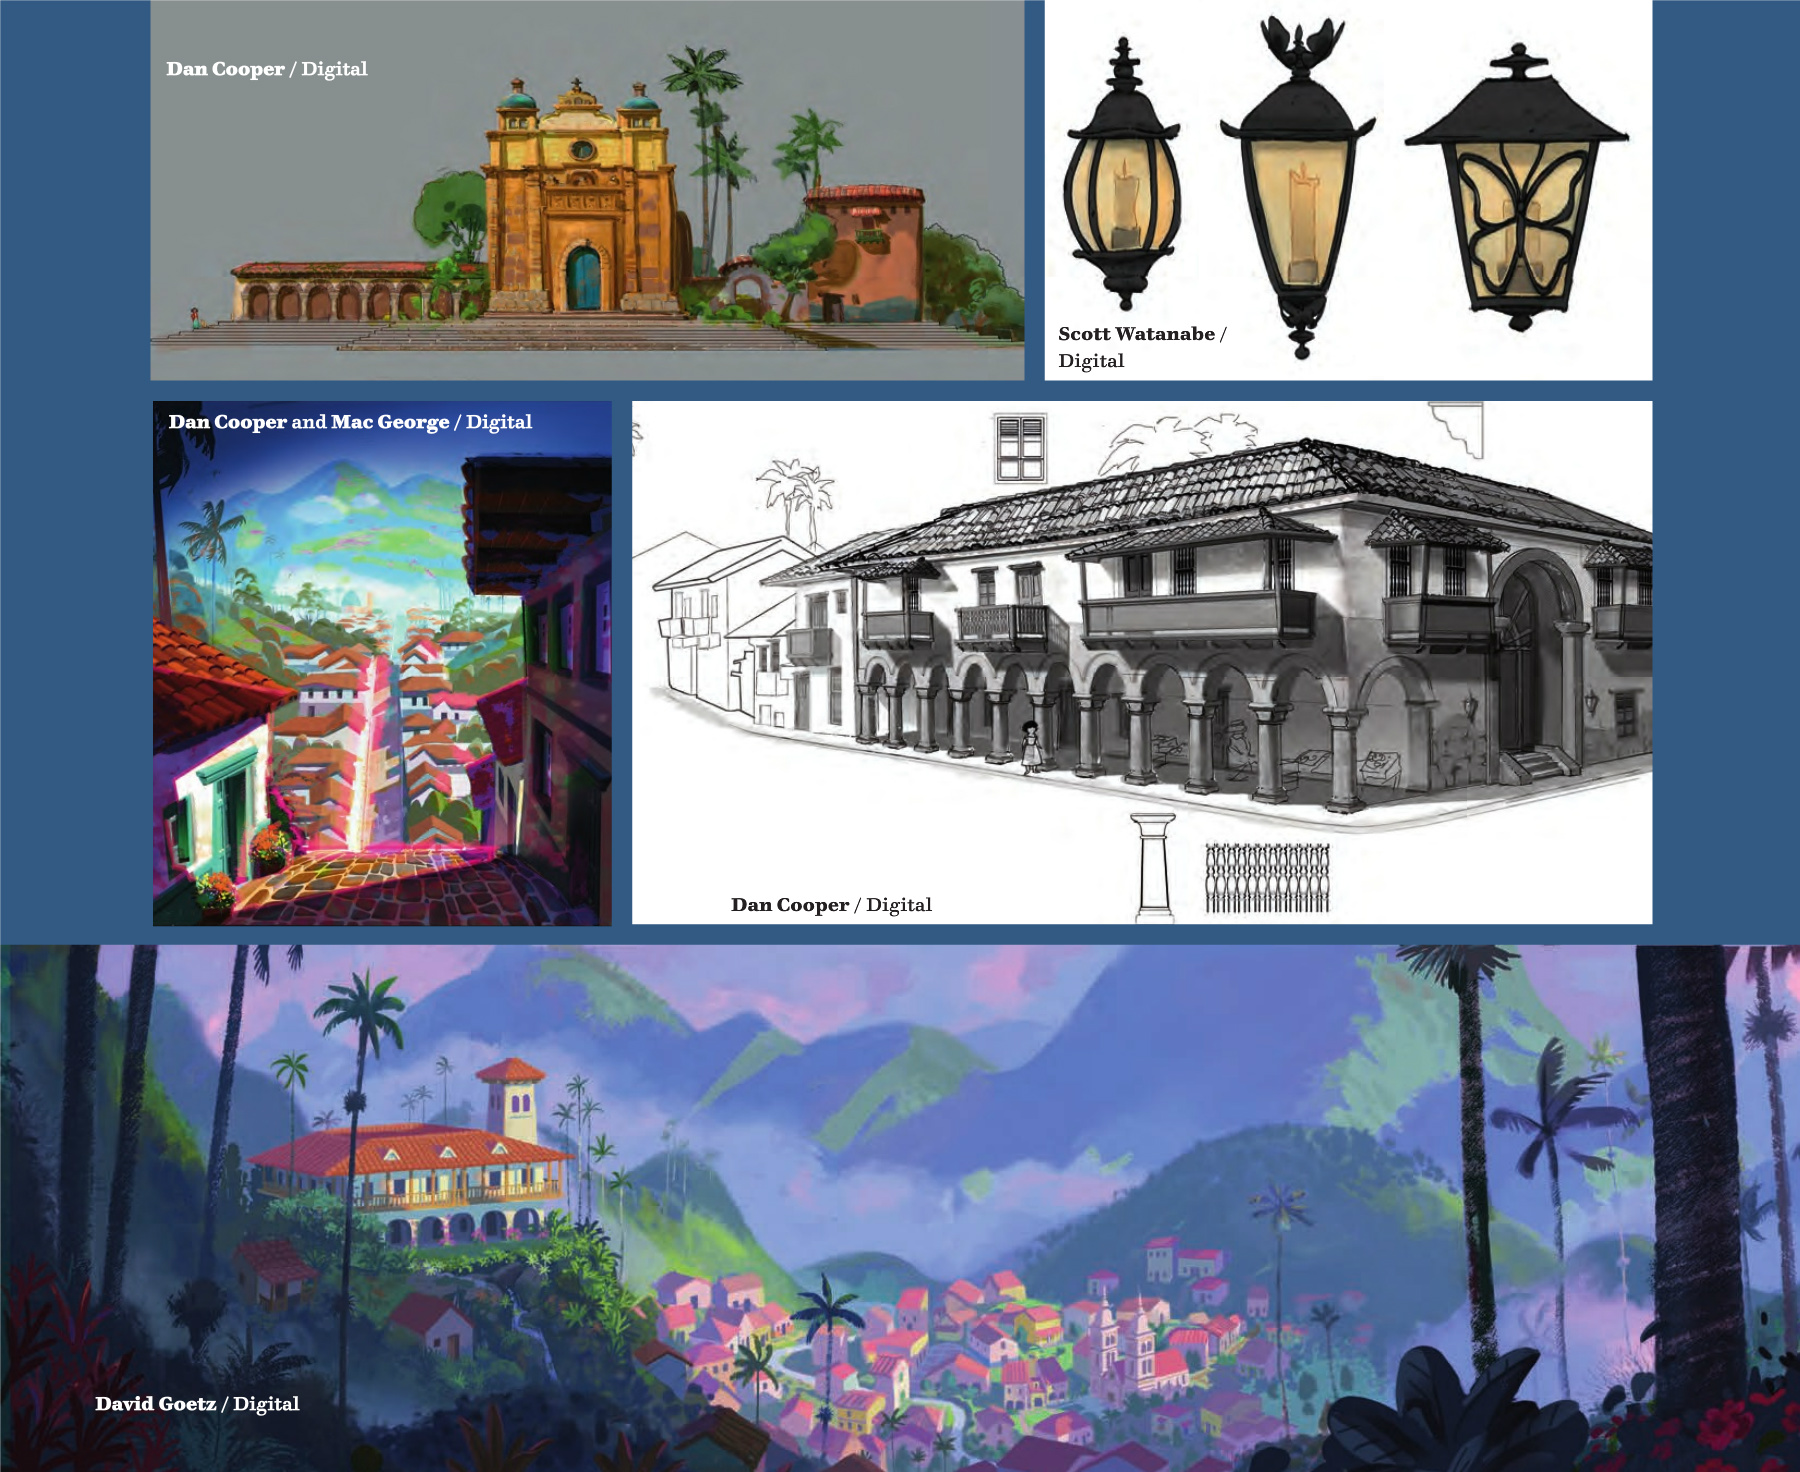 Dan Cooper / Digital
Scott Watanabe /
Digital
Dan Cooper and Mac George / Digital
Dan Cooper / Digital
David Goetz / Digital